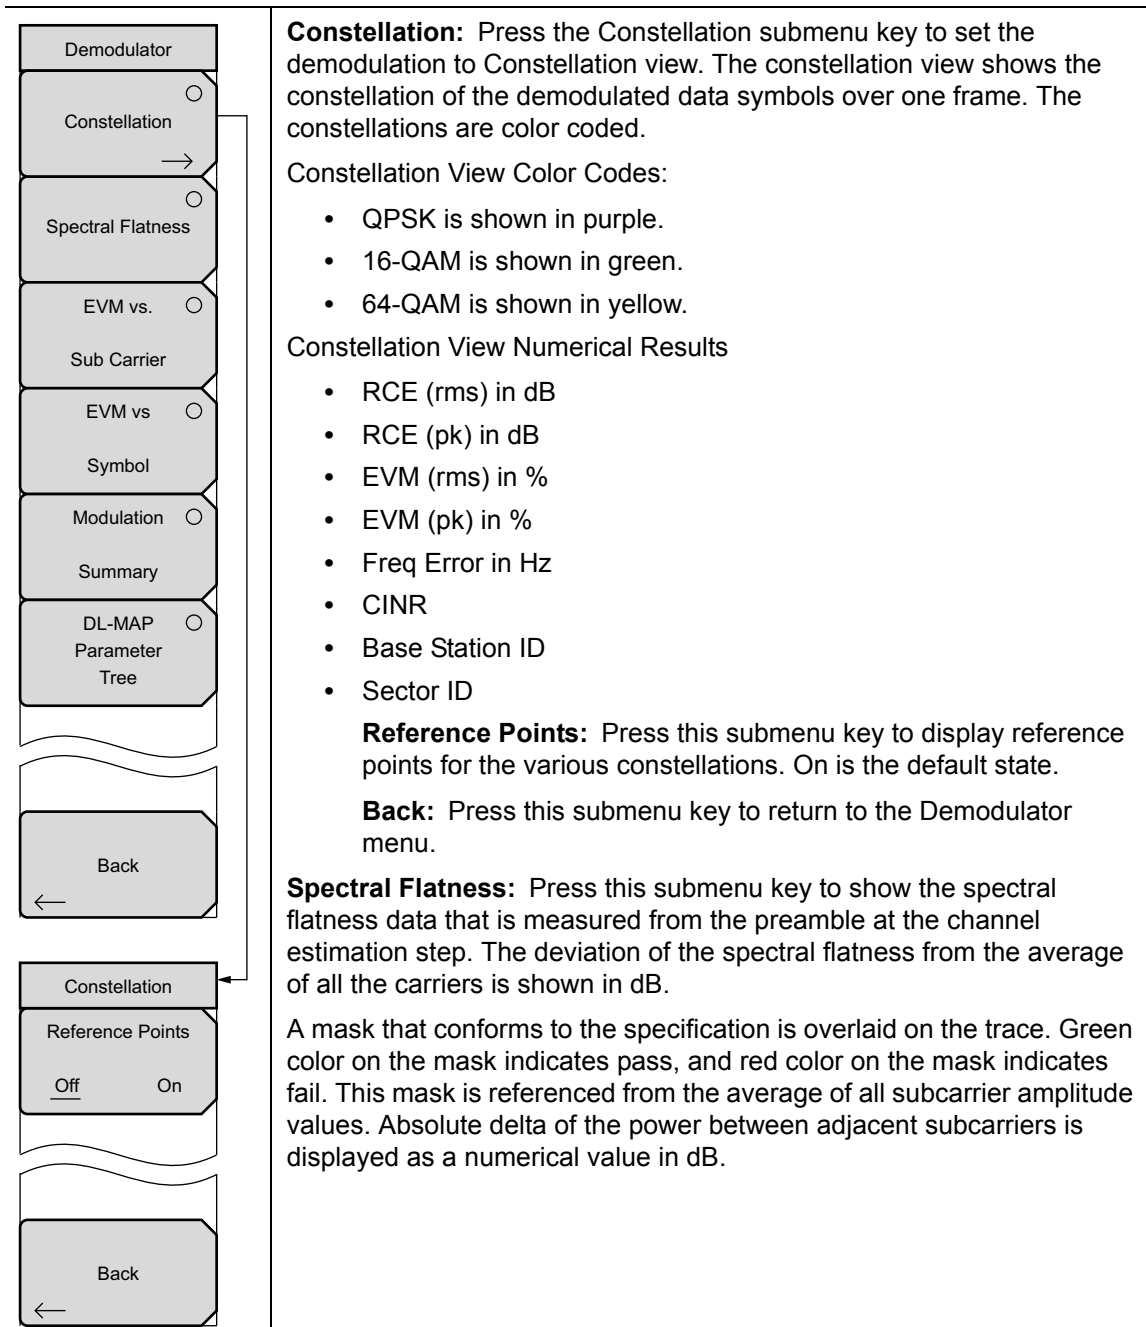 Demodulator
Constellation
Spectral Flatness
EVM vs.
Sub Carrier
EVM vs
Symbol
Modulation
Summary
DL-MAP
Parameter
Tree
Back
Constellation
Reference Points
Off On
Back
Constellation: Press the Constellation submenu key to set the
demodulation to Constellation view. The constellation view shows the
constellation of the demodulated data symbols over one frame. The
constellations are color coded.
Constellation View Color Codes:
• QPSK is shown in purple.
• 16-QAM is shown in green.
• 64-QAM is shown in yellow.
Constellation View Numerical Results
• RCE (rms) in dB
• RCE (pk) in dB
• EVM (rms) in %
• EVM (pk) in %
• Freq Error in Hz
• CINR
• Base Station ID
• Sector ID
Reference Points: Press this submenu key to display reference
points for the various constellations. On is the default state.
Back: Press this submenu key to return to the Demodulator
menu.
Spectral Flatness: Press this submenu key to show the spectral
flatness data that is measured from the preamble at the channel
estimation step. The deviation of the spectral flatness from the average
of all the carriers is shown in dB.
A mask that conforms to the specification is overlaid on the trace. Green
color on the mask indicates pass, and red color on the mask indicates
fail. This mask is referenced from the average of all subcarrier amplitude
values. Absolute delta of the power between adjacent subcarriers is
displayed as a numerical value in dB.